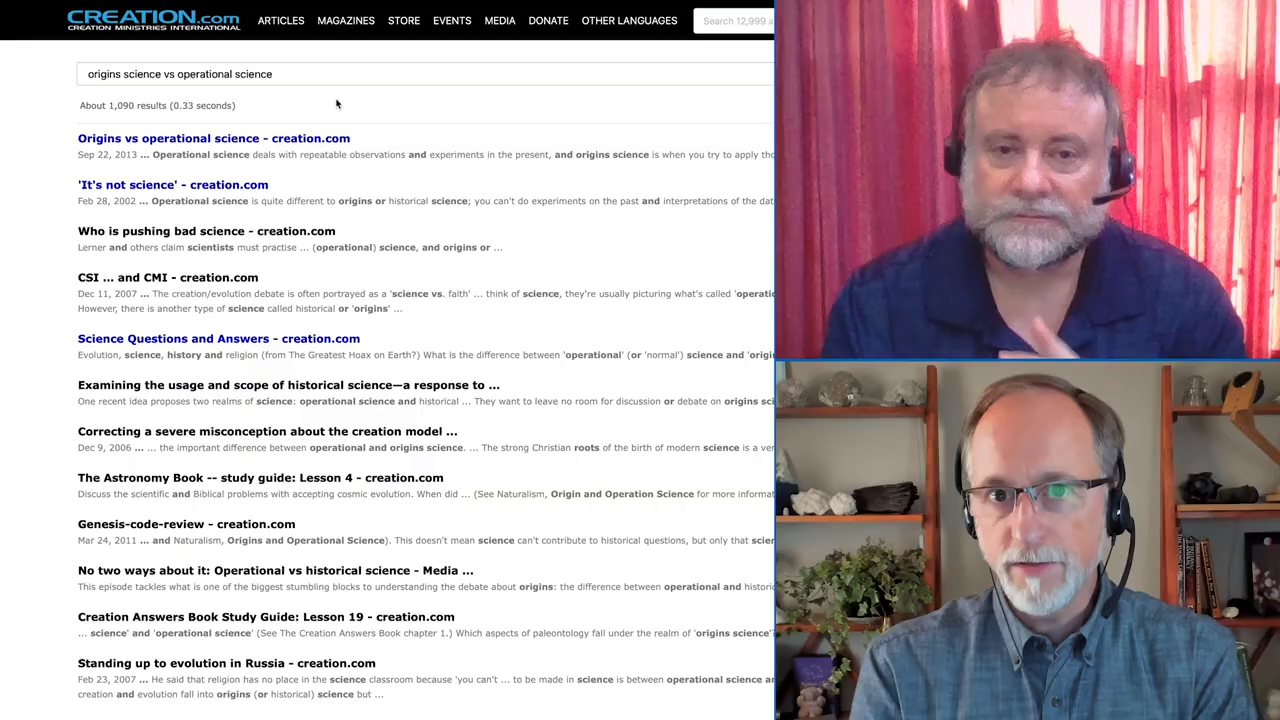 CREATION.com
CREATION MINISTRIES INTERNATIONAL
ARTICLES MAGAZINES STORE EVENTS MEDIA DONATE OTHER LANGUAGES
Search 12,999 a
origins science vs operational science
About 1,090 results (0.33 seconds)
Origins vs operational science - creation.com
Sep 22, 2013 ... Operational science deals with repeatable observations and experiments in the present, and origins science is when you try to apply tho
'It's not science' - creation.com
Feb 28, 2002 ... Operational science is quite different to origins or historical science; you can't do experiments on the past and interpretations of the dat
Who is pushing bad science - creation.com
Lerner and others claim scientists must practise ... (operational) science, and origins or ...
CSI ... and CMI - creation.com
Dec 11, 2007 ... The creation/evolution debate is often portrayed as a 'science vs. faith' ... think of science, they're usually picturing what's called 'operatio
However, there is another type of science called historical or 'origins' ...
Science Questions and Answers - creation.com
Evolution, science, history and religion (from The Greatest Hoax on Earth?) What is the difference between 'operational' (or 'normal') science and 'origi
Examining the usage and scope of historical science—a response to ...
One recent idea proposes two realms of science: operational science and historical ... They want to leave no room for discussion or debate on origins sci
Correcting a severe misconception about the creation model ...
Dec 9, 2006 ... ... the important difference between operational and origins science. ... The strong Christian roots of the birth of modern science is a ver
The Astronomy Book -- study guide: Lesson 4 - creation.com
Discuss the scientific and Biblical problems with accepting cosmic evolution. When did ... (See Naturalism, Origin and Operation Science for more informat
Genesis-code-review - creation.com
Mar 24, 2011 ... and Naturalism, Origins and Operational Science). This doesn't mean science can't contribute to historical questions, but only that scien
No two ways about it: Operational vs historical science - Media ...
This episode tackles what is one of the biggest stumbling blocks to understanding the debate about origins: the difference between operational and histori
Creation Answers Book Study Guide: Lesson 19 - creation.com
... science' and 'operational science' (See The Creation Answers Book chapter 1.) Which aspects of paleontology fall under the realm of 'origins science'?
Standing up to evolution in Russia - creation.com
Feb 23, 2007 ... He said that religion has no place in the science classroom because 'you can't ... to be made in science is between operational science a
creation and evolution fall into origins (or historical) science but ...